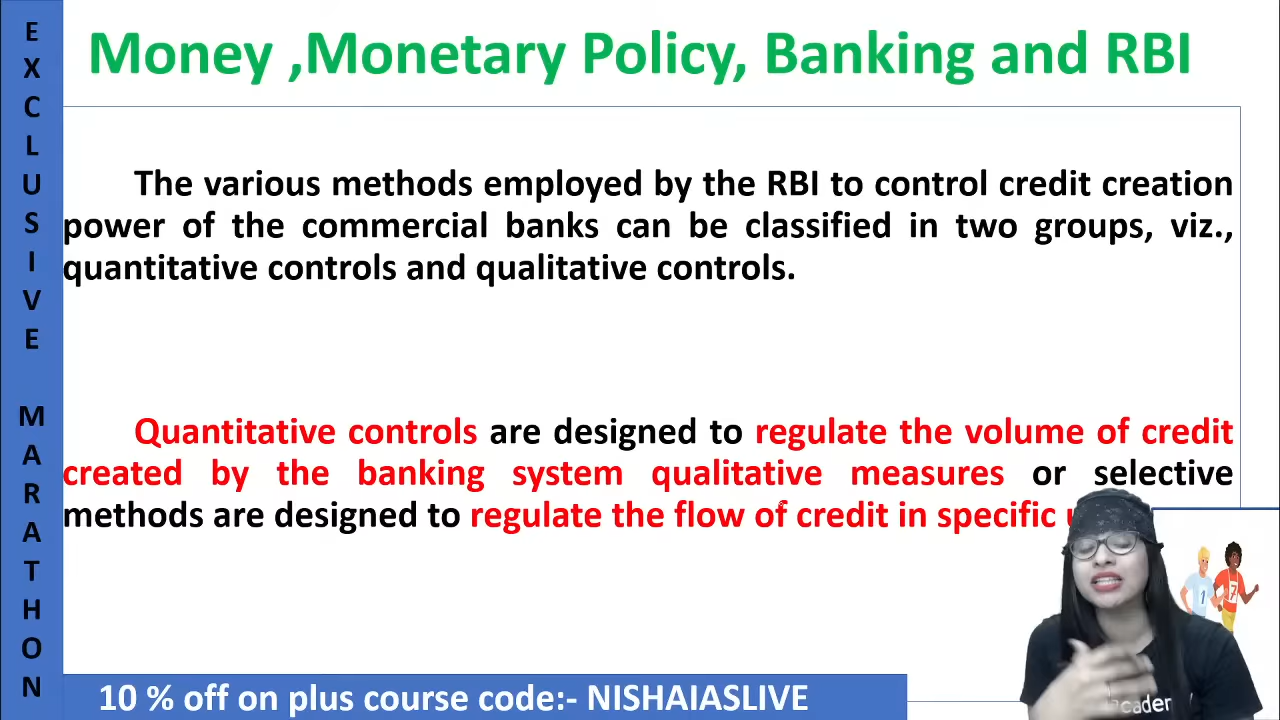 EXCLUSIVE MARATHON
Money ,Monetary Policy, Banking and RBI
The various methods employed by the RBI to control credit creation
power of the commercial banks can be classified in two groups, viz.,
quantitative controls and qualitative controls.
Quantitative controls are designed to regulate the volume of credit
created by the banking system qualitative measures or selective
methods are designed to regulate the flow of credit in specific
1
7
10 % off on plus course code:- NISHAIASLIVE